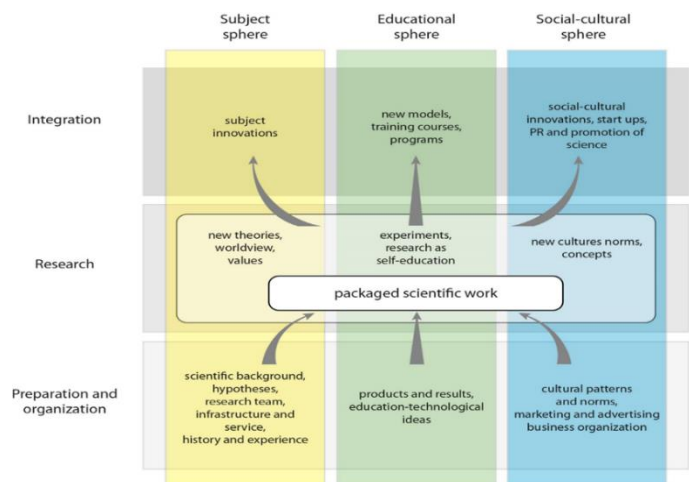 Subject
sphere
Educational
sphere
Social-cultural
sphere
Integration
subject
innovations
new models,
training courses,
programs
social-cultural
innovations, start ups,
PR and promotion of
science
Research
new theories,
worldview,
values
experiments,
research as
self-education
new cultures norms,
concepts
packaged scientific work
Preparation and
organization
scientific background,
hypotheses,
research team,
infrastructure and
service,
history and experience
products and results,
education-technological
ideas
cultural patterns
and norms,
marketing and advertising
business organization